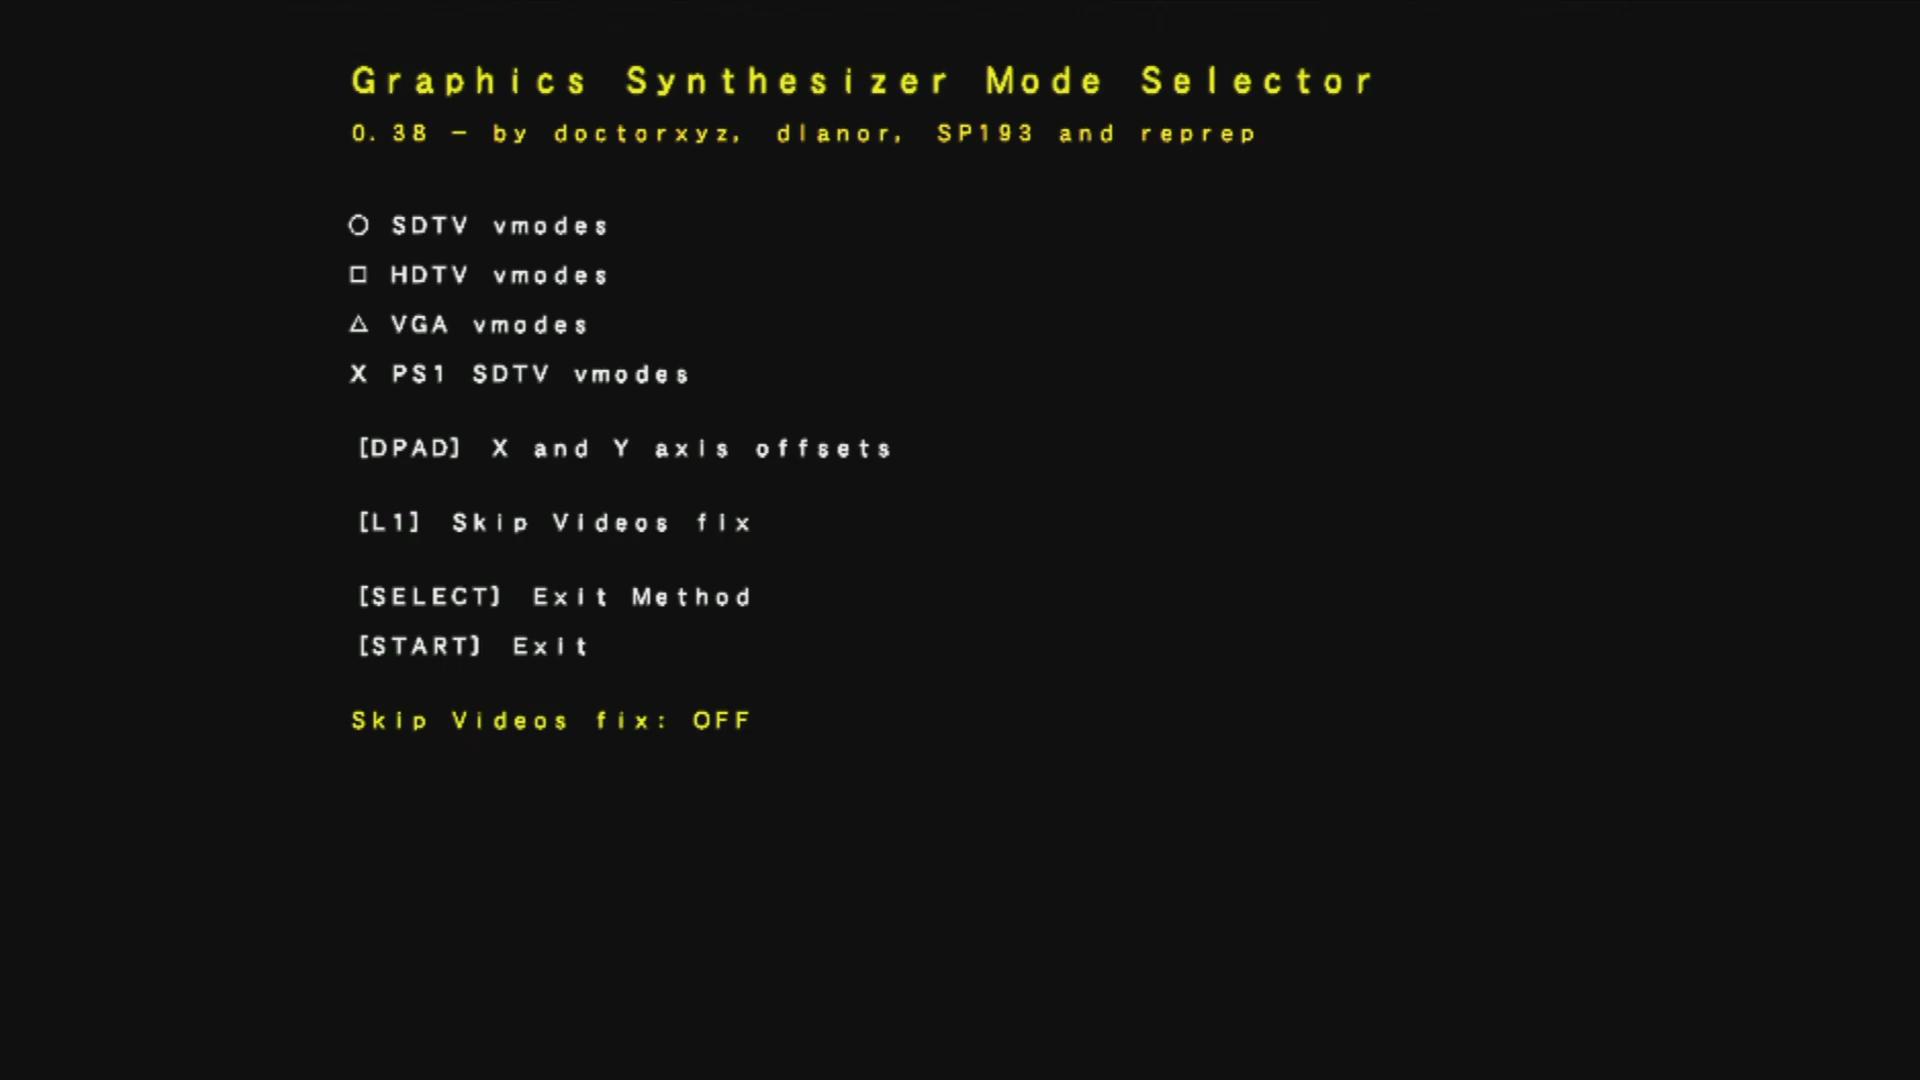 Graphics Synthesizer Mode Selector
0.38 – by doctorxyz, dlanor, SP193 and reprep
○ SDTV vmodes
□ HDTV vmodes
△ VGA vmodes
X PS1 SDTV vmodes
[DPAD] X and Y axis offsets
[L1] Skip Videos fix
[SELECT] Exit Method
[START] Exit
Skip Videos fix: OFF